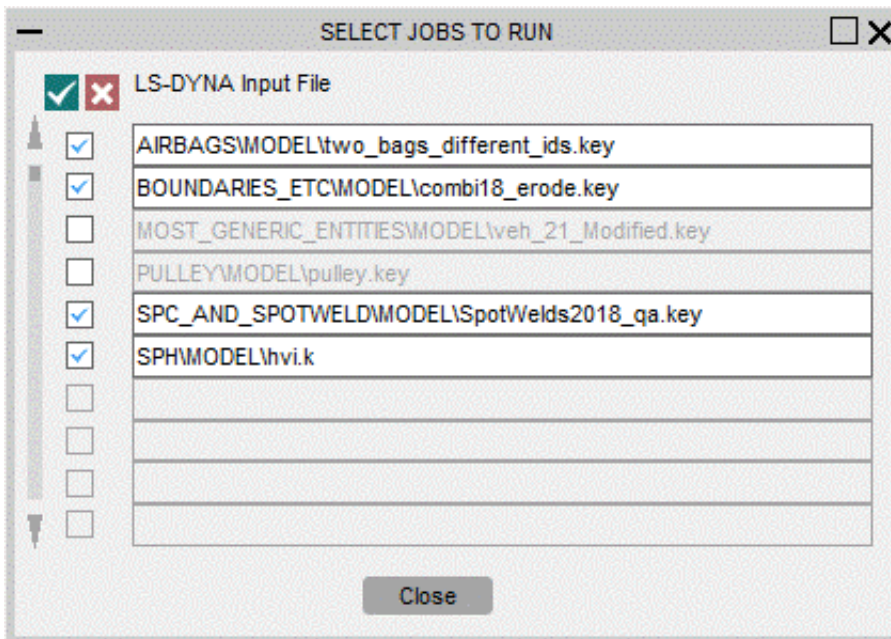 SELECT JOBS TO RUN
LS-DYNA Input File
AIRBAGS\MODEL\two_bags_different_ids.key
BOUNDARIES_ETC\MODEL\combi18_erode.key
MOST_GENERIC_ENTITIES\MODEL\veh_21_Modified.key
PULLEY\MODEL\pulley.key
SPC_AND_SPOTWELD\MODEL\SpotWelds2018_qa.key
SPH\MODEL\hvi.k
Close